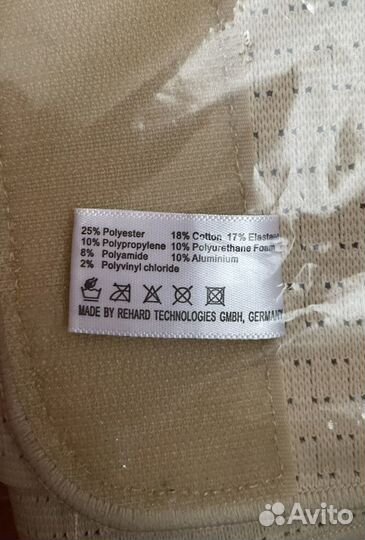 25% Polyester 18% Cotton 17% Elastane
10% Polypropylene 10% Polyurethane Foam
8% Polyamide 10% Aluminium
2% Polyvinyl chloride
MADE BY REHARD TECHNOLOGIES GMBH, GERMANY
Avito